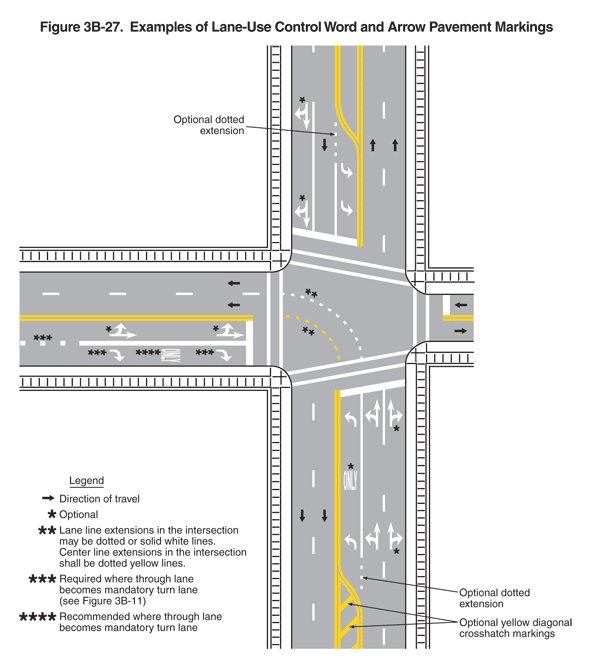 Figure 3B-27.  Examples of Lane-Use Control Word and Arrow Pavement Markings
Optional dotted
extension
*
*
**
**
***
*
*
***
****
ONLY
***
*
*
ONLY
*
Legend
Direction of travel
* Optional
** Lane line extensions in the intersection
may be dotted or solid white lines.
Center line extensions in the intersection
shall be dotted yellow lines.
*** Required where through lane
becomes mandatory turn lane
(see Figure 3B-11)
**** Recommended where through lane
becomes mandatory turn lane
Optional dotted
extension
Optional yellow diagonal
crosshatch markings